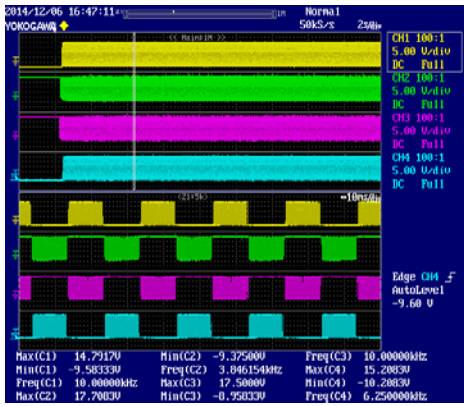 2014/12/06 16:47:11 1M Normal
YOKOGAWA 50kS/s 2s/div
<< Main:1M >>
CH1 100:1
5.00 V/div
DC Full
CH2 100:1
5.00 V/div
DC Full
CH3 100:1
5.00 V/div
DC Full
CH4 100:1
5.00 V/div
DC Full
<Z1:5k> 10ms/div
Edge CH4
AutoLevel
-9.60 V
Max(C1) 14.7917V Min(C2) -9.37500V Freq(C3) 10.00000kHz
Min(C1) -9.58333V Freq(C2) 3.846154kHz Max(C4) 15.2083V
Freq(C1) 10.00000kHz Max(C3) 17.5000V Min(C4) -10.2083V
Max(C2) 17.7083V Min(C3) -8.95833V Freq(C4) 6.250000kHz